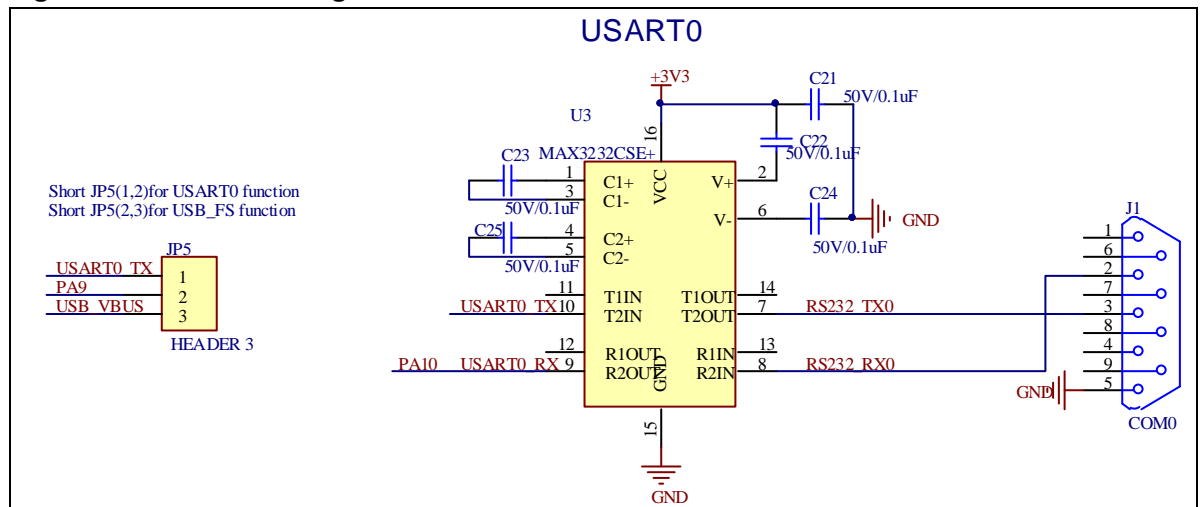 USART0
+3V3
C21
50V/0.1uF
U3
16
C22
50V/0.1uF
C23
MAX3232CSE+
1
C1+
VCC
V+
2
3
C1-
50V/0.1uF
Short JP5(1,2)for USART0 function
Short JP5(2,3)for USB_FS function
V-
6
C24
GND
50V/0.1uF
C25
4
C2+
5
C2-
50V/0.1uF
JP5
USART0_TX
1
PA9
2
USB_VBUS
3
HEADER 3
11
T1IN
T1OUT
14
USART0_TX
10
T2IN
T2OUT
7
RS232_TX0
12
R1OUT
R1IN
13
PA10
USART0_RX
9
R2OUT
GND
R2IN
8
RS232_RX0
15
GND
J1
1
6
2
7
3
8
4
9
GND
5
COM0